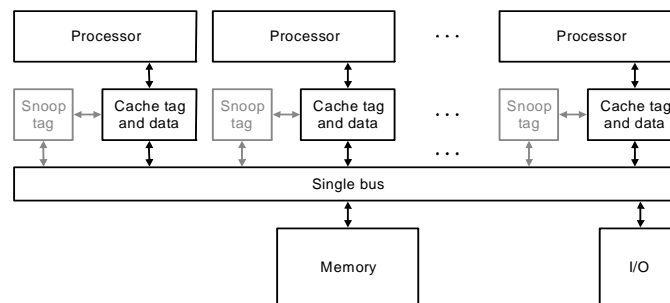 Processor
Processor
. . .
Processor
Snoop
tag
Cache tag
and data
Snoop
tag
Cache tag
and data
. . .
Snoop
tag
Cache tag
and data
. . .
Single bus
Memory
I/O